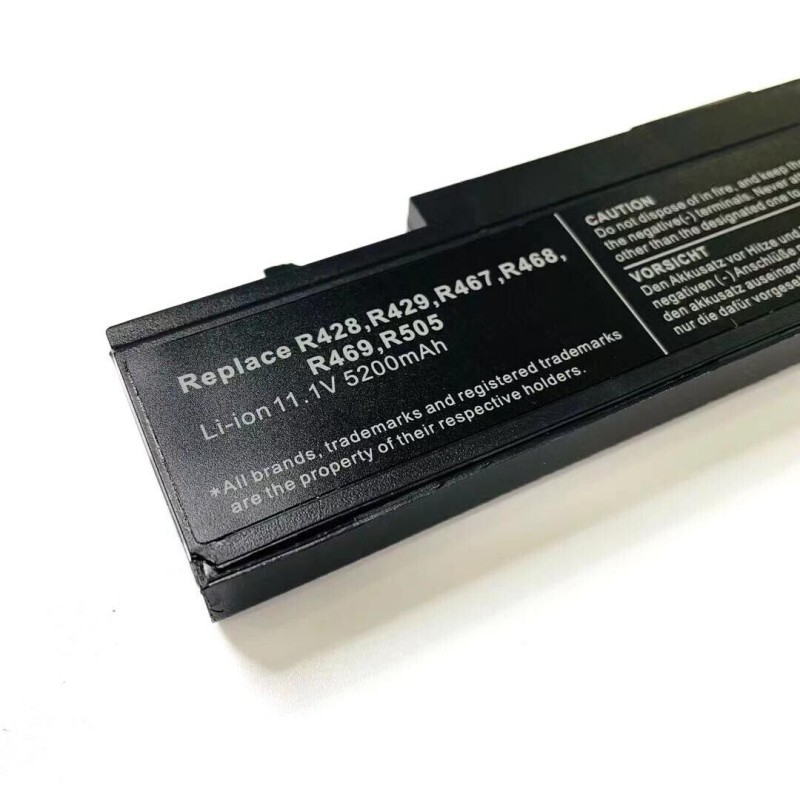 Replace R428,R429,R467,R468,
R469,R505
Li-ion 11.1V 5200mAh
*All brands, trademarks and registered trademarks
are the property of their respective holders.
CAUTION
Do not dispose of in fire, and keep the
the negative(-) terminals. Never
other than the designated one to
VORSICHT
Den Akkusatz vor Hitze und
negativen (-) Anschlüße
den akkusatz auseinand
nur die dafür vorgeseh